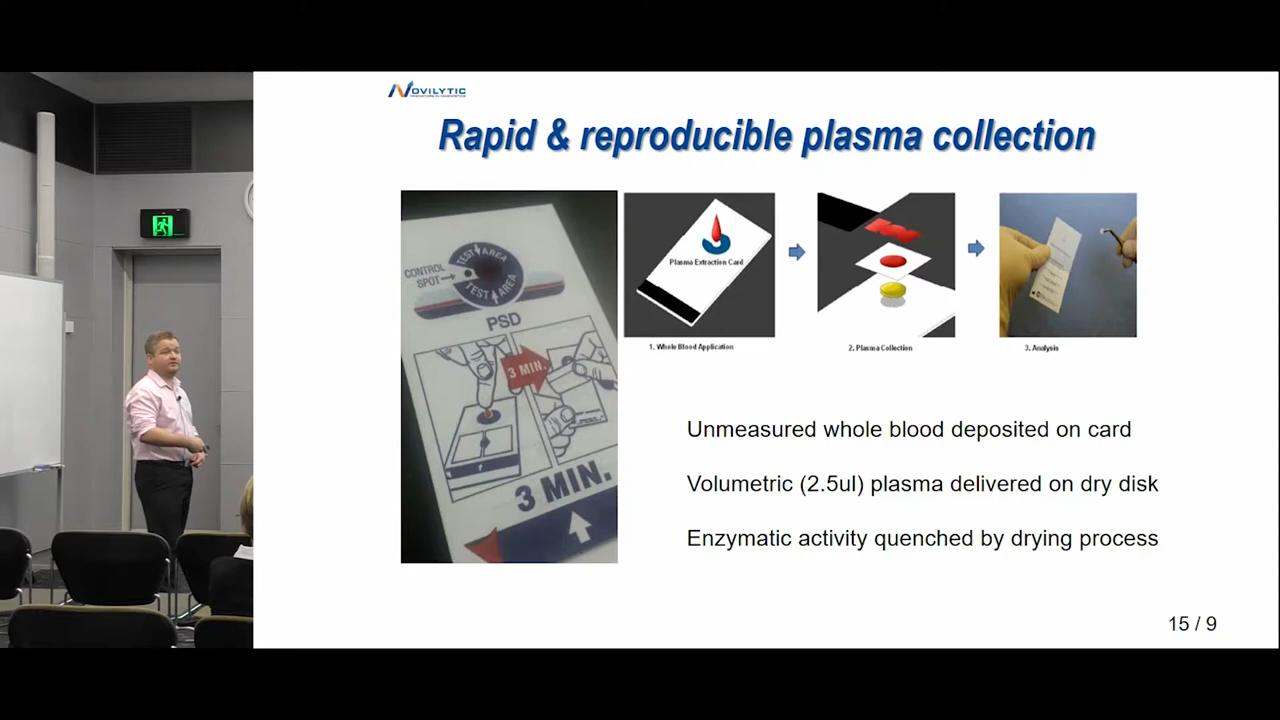 NOVILYTIC
Rapid & reproducible plasma collection
CONTROL
SPOT
TEST AREA
TEST AREA
PSD
3 MIN.
3 MIN.
Plasma Extraction Card
1. Whole Blood Application
2. Plasma Collection
3. Analysis
Unmeasured whole blood deposited on card
Volumetric (2.5ul) plasma delivered on dry disk
Enzymatic activity quenched by drying process
15 / 9